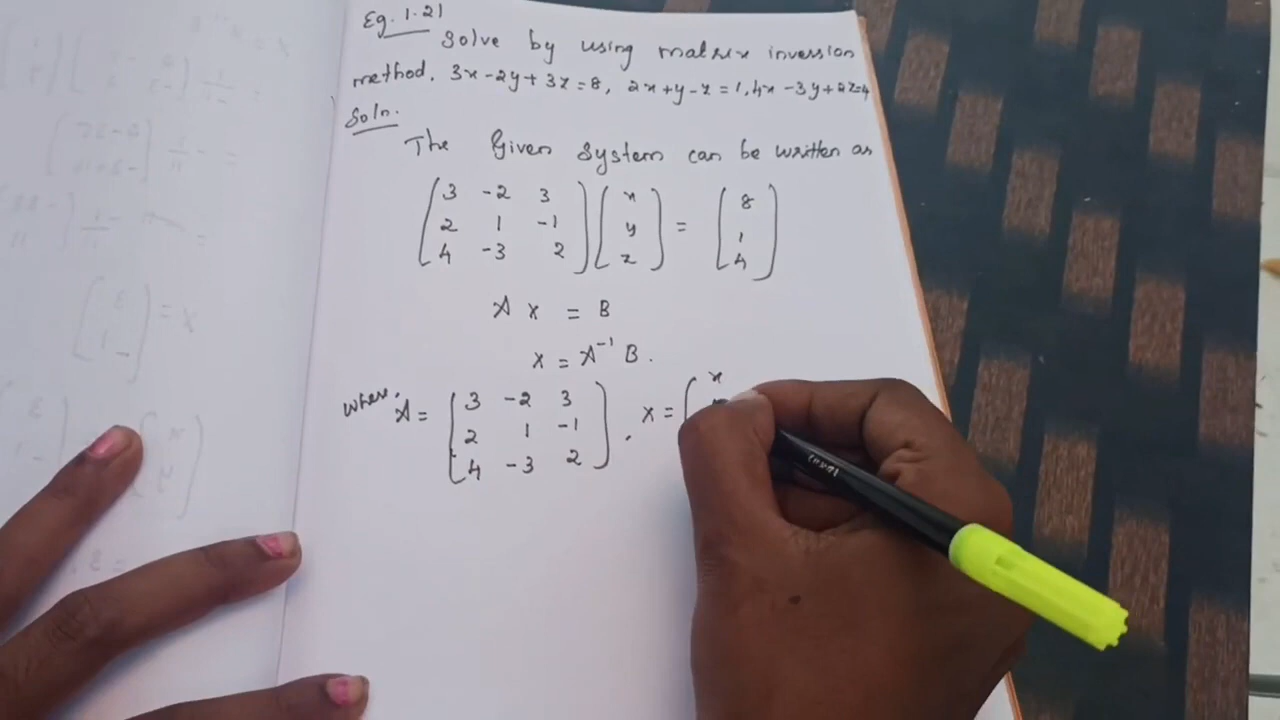 Eg. 1.21
Solve by using matrix inversion
method. 3x-2y+3z=8, 2x+y-z=1, 4x-3y+2z=4
Soln.
The Given System can be written as
(3 -2 3) (x) = (8)
(2 1 -1) (y) (1)
(4 -3 2) (z) (4)
A X = B
X = A⁻¹ B.
where, A = (3 -2 3), X = (x
(2 1 -1)
(4 -3 2)